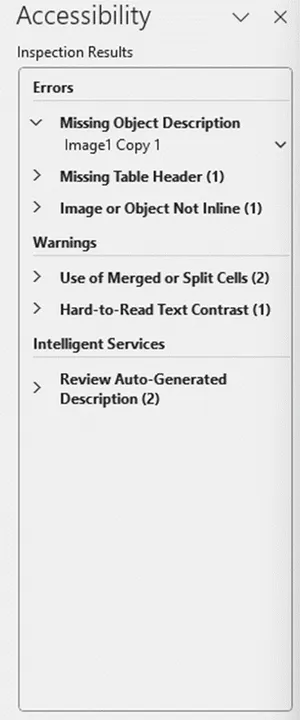 Accessibility
Inspection Results
Errors
Missing Object Description
Image1 Copy 1
Missing Table Header (1)
Image or Object Not Inline (1)
Warnings
Use of Merged or Split Cells (2)
Hard-to-Read Text Contrast (1)
Intelligent Services
Review Auto-Generated
Description (2)